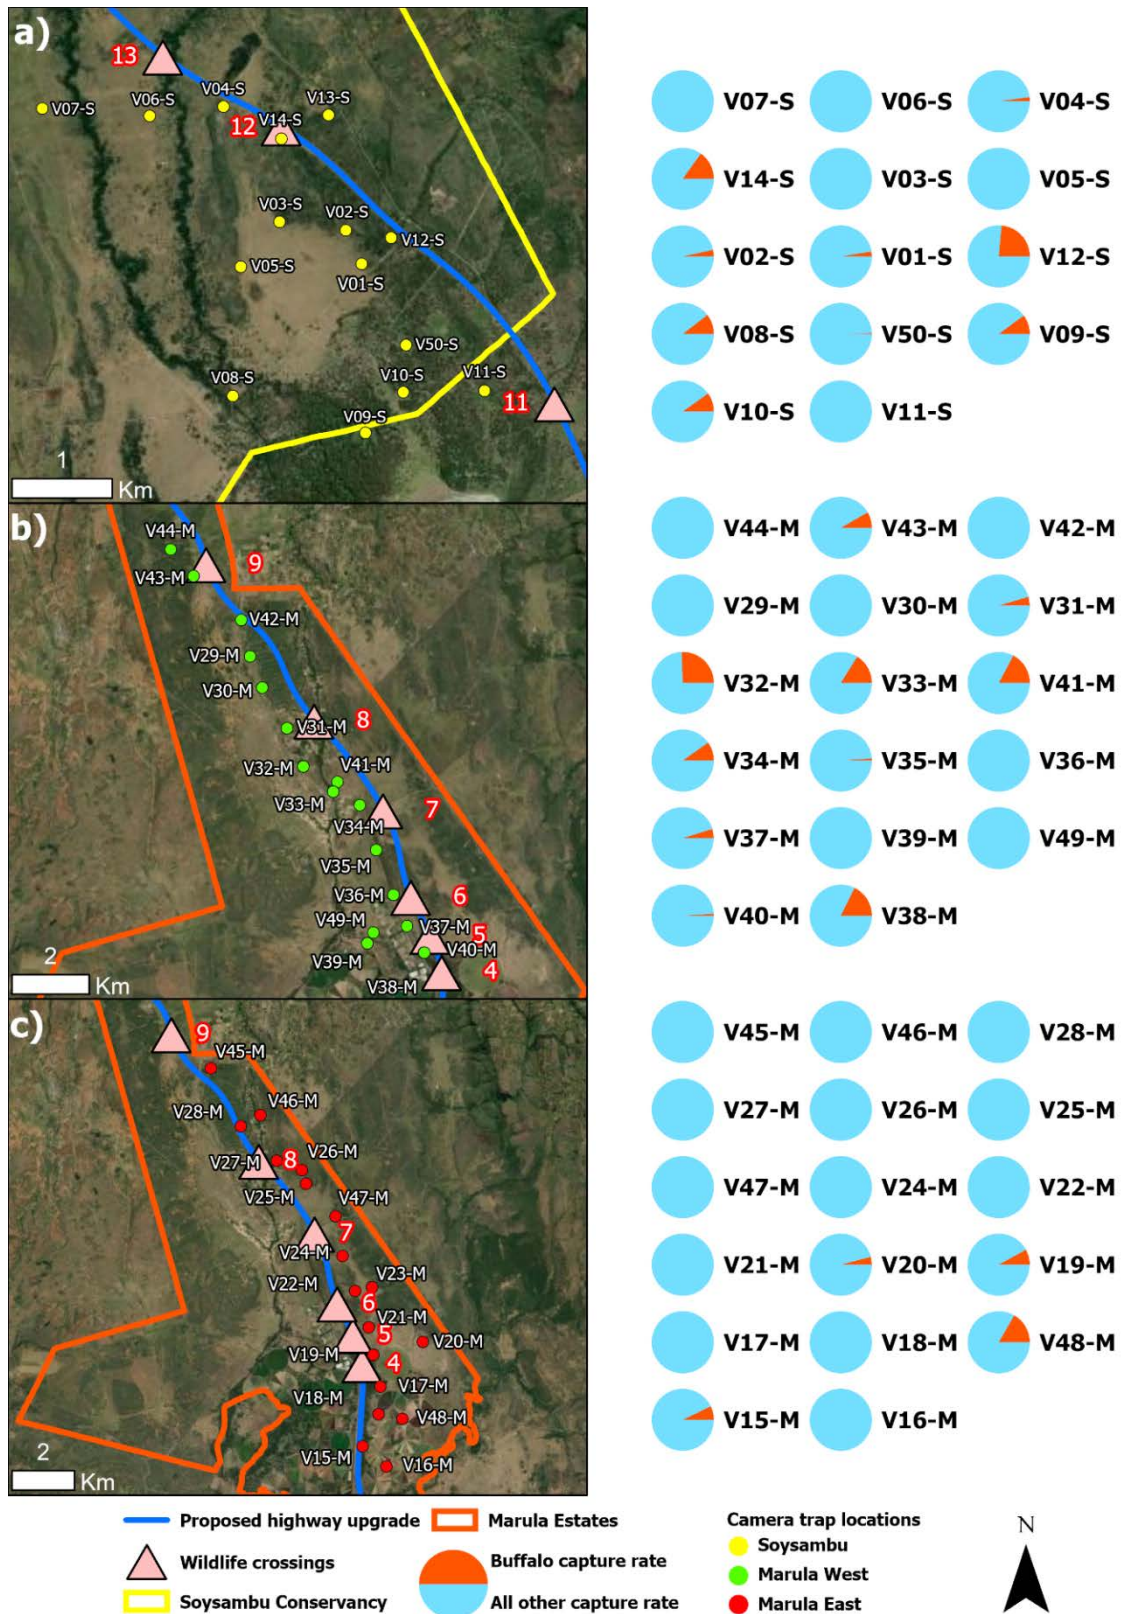 a)
13
V07-S
V06-S
V04-S
V13-S
12
V14-S
V03-S
V02-S
V12-S
V05-S
V01-S
V50-S
V08-S
V10-S
V11-S
11
V09-S
1
Km
V07-S V06-S V04-S
V14-S V03-S V05-S
V02-S V01-S V12-S
V08-S V50-S V09-S
V10-S V11-S
b)
V44-M
9
V43-M
V42-M
V29-M
V30-M
8
V31-M
V32-M
V41-M
V33-M
7
V34-M
V35-M
V36-M
6
V49-M
V37-M
5
V39-M
V40-M
4
V38-M
2
Km
V44-M V43-M V42-M
V29-M V30-M V31-M
V32-M V33-M V41-M
V34-M V35-M V36-M
V37-M V39-M V49-M
V40-M V38-M
c)
9
V45-M
V46-M
V28-M
V26-M
V27-M
8
V25-M
V47-M
7
V24-M
V23-M
V22-M
6
V21-M
5
V20-M
V19-M
4
V17-M
V18-M
V48-M
V15-M
V16-M
2
Km
V45-M V46-M V28-M
V27-M V26-M V25-M
V47-M V24-M V22-M
V21-M V20-M V19-M
V17-M V18-M V48-M
V15-M V16-M
Proposed highway upgrade
Wildlife crossings
Soysambu Conservancy
Marula Estates
Buffalo capture rate
All other capture rate
Camera trap locations
Soysambu
Marula West
Marula East
N